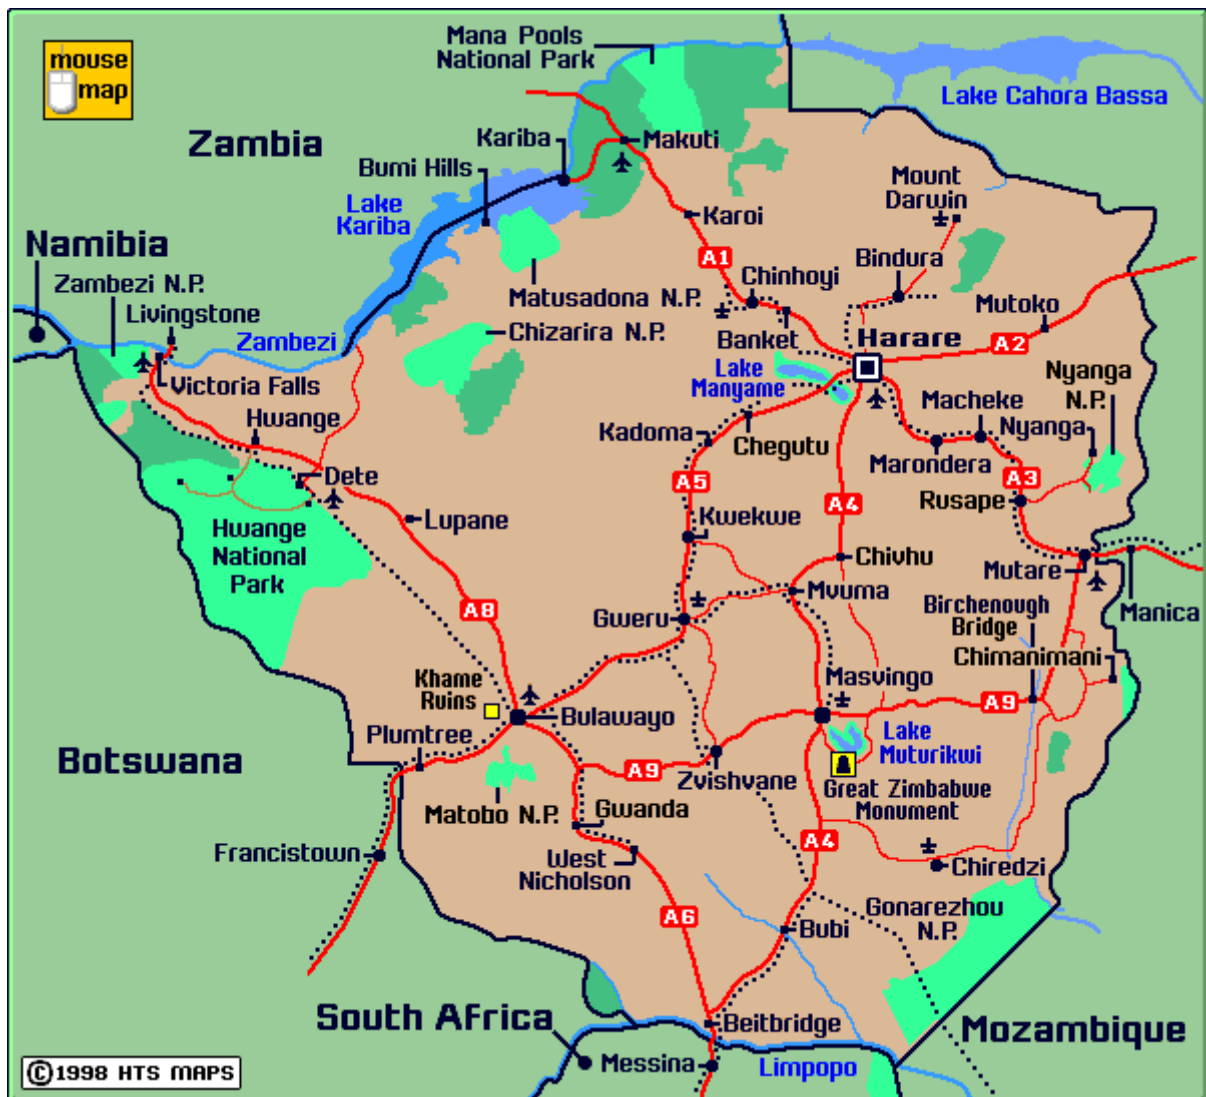 mouse
map
Mana Pools
National Park
Lake Cahora Bassa
Zambia
Kariba
Makuti
Bumi Hills
Mount
Darwin
Lake
Kariba
Karoi
Namibia
A1
Bindura
Zambezi N.P.
Chinhoyi
Matusadona N.P.
Mutoko
Livingstone
Chizarira N.P.
Zambezi
Banket
Harare
A2
Lake
Manyame
Nyanga
N.P.
Victoria Falls
Macheke
Hwange
Nyanga
Kadoma
Chegutu
Marondera
Dete
A5
A3
A4
Rusape
Lupane
Kwekwe
Hwange
National
Park
Chivhu
Mutare
Mvuma
A8
Birchenough
Bridge
Manica
Gweru
Chimanimani
Khame
Ruins
Masvingo
A9
Bulawayo
Plumtree
Lake
Muturikwi
Botswana
A9
Zvishvane
Great Zimbabwe
Monument
Matobo N.P.
Gwanda
A4
Francistown
West
Nicholson
Chiredzi
A6
Gonarezhou
N.P.
Bubi
South Africa
Beitbridge
Mozambique
Messina
Limpopo
©1998 HTS MAPS